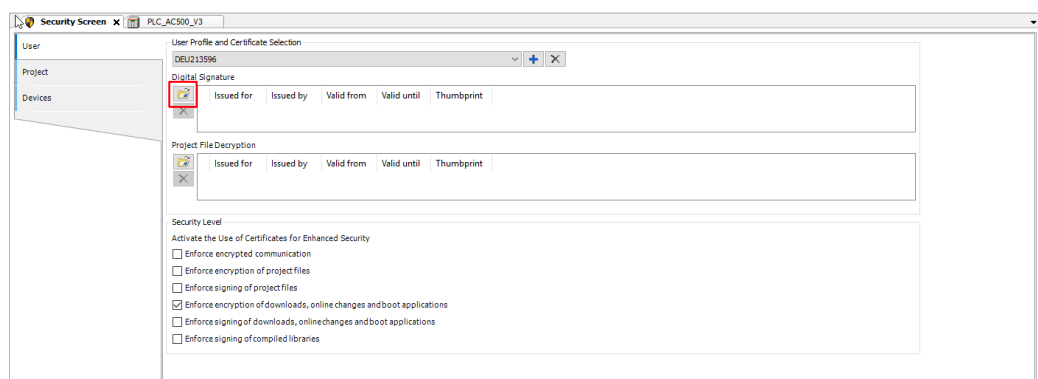 Security Screen PLC_AC500_V3
User
Project
Devices
User Profile and Certificate Selection
DEU213596
Digital Signature
Issued for Issued by Valid from Valid until Thumbprint
Project File Decryption
Issued for Issued by Valid from Valid until Thumbprint
Security Level
Activate the Use of Certificates for Enhanced Security
Enforce encrypted communication
Enforce encryption of project files
Enforce signing of project files
Enforce encryption of downloads, online changes and boot applications
Enforce signing of downloads, online changes and boot applications
Enforce signing of compiled libraries